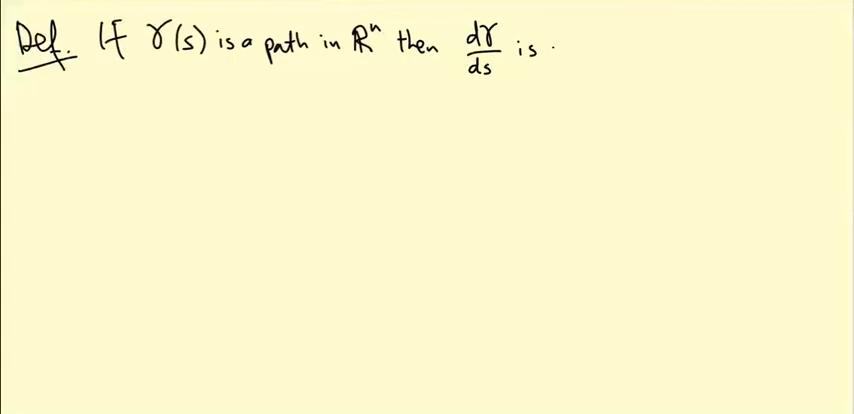 Def. If γ(s) is a path in ℝⁿ then dγ/ds is